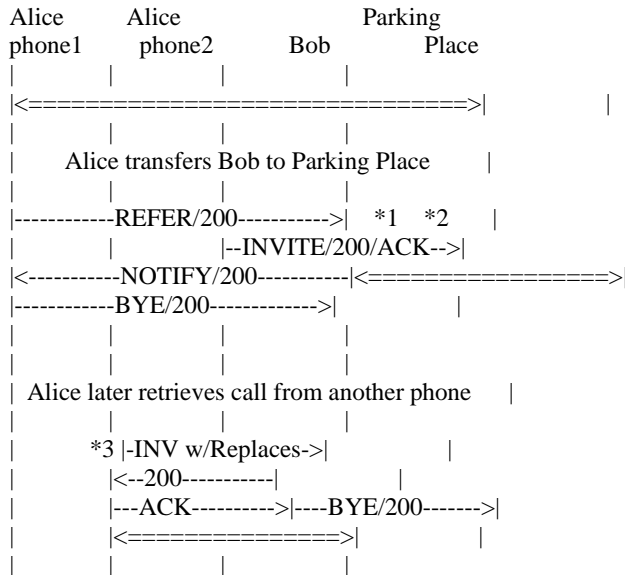 Alice Alice Parking
phone1 phone2 Bob Place
| | | |
|<===============================>| |
| | | |
| Alice transfers Bob to Parking Place |
| | | |
|------------REFER/200----------->| *1 *2 |
| | |--INVITE/200/ACK-->|
|<------------NOTIFY/200------------|<=================>|
|------------BYE/200------------->| |
| | | |
| | | |
| Alice later retrieves call from another phone |
| | | |
| *3 |-INV w/Replaces->| |
| |<--200-----------| |
| |---ACK---------->|----BYE/200------->|
| |<===============>| |
| | | |